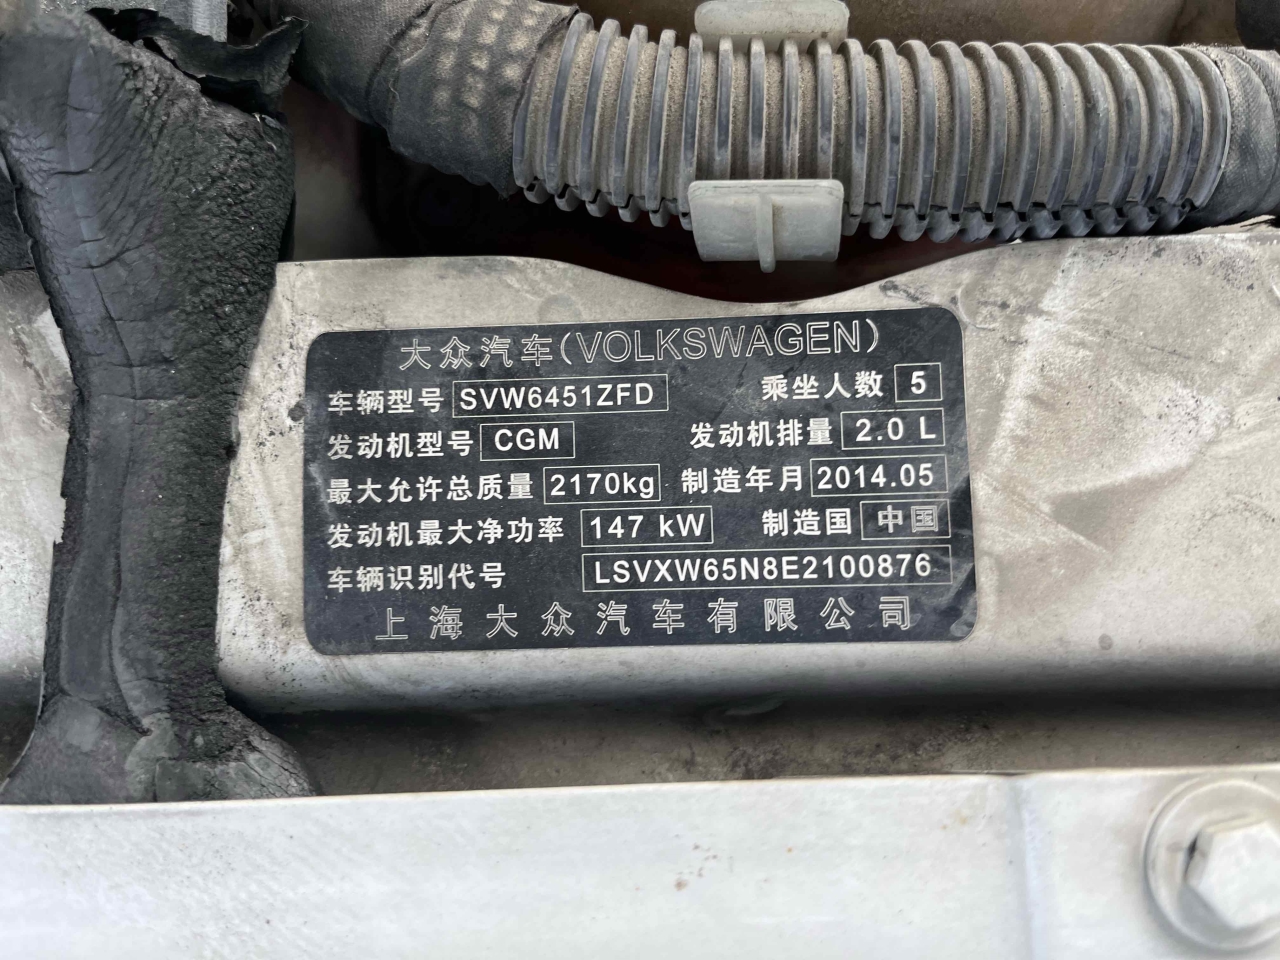 大众汽车(VOLKSWAGEN)
车辆型号 SVW6451ZFD 乘坐人数 5
发动机型号 CGM 发动机排量 2.0 L
最大允许总质量 2170kg 制造年月 2014.05
发动机最大净功率 147 kW 制造国 中国
车辆识别代号 LSVXW65N8E2100876
上海大众汽车有限公司